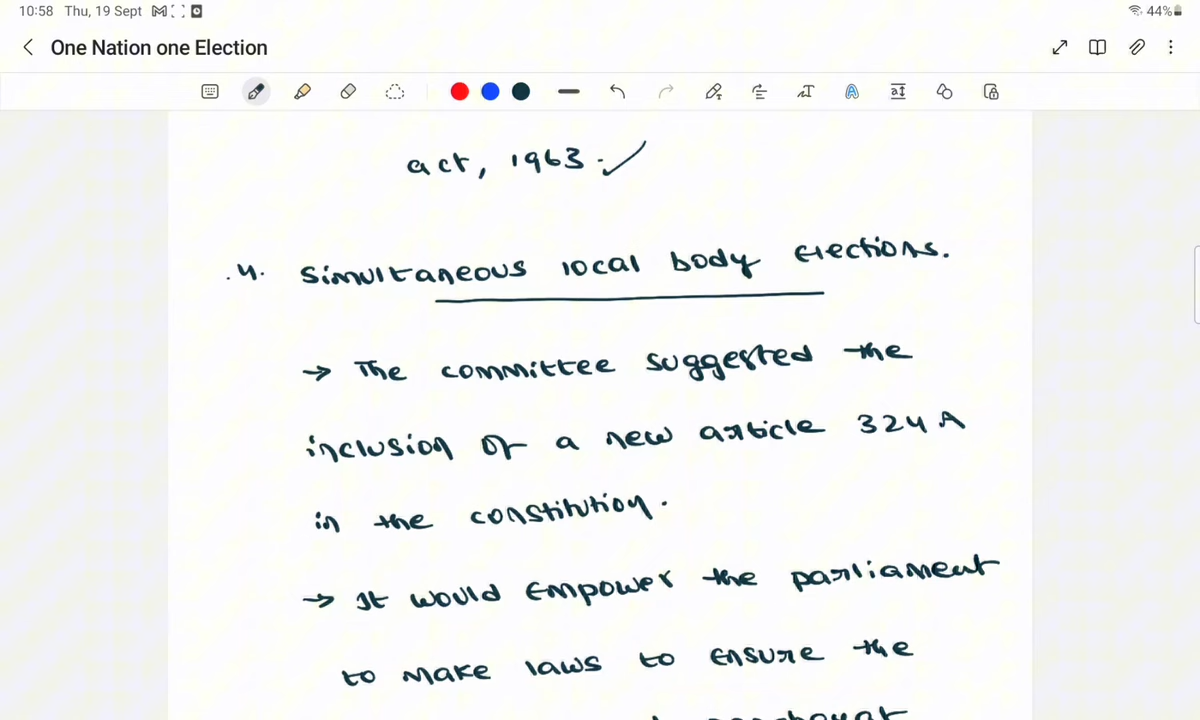 10:58 Thu, 19 Sept
44%
One Nation one Election
act, 1963.
.4. Simultaneous local body Elections.
→ The committee suggested the
inclusion of a new article 324A
in the constitution.
→ It would Empower the parliament
to make laws to Ensure the